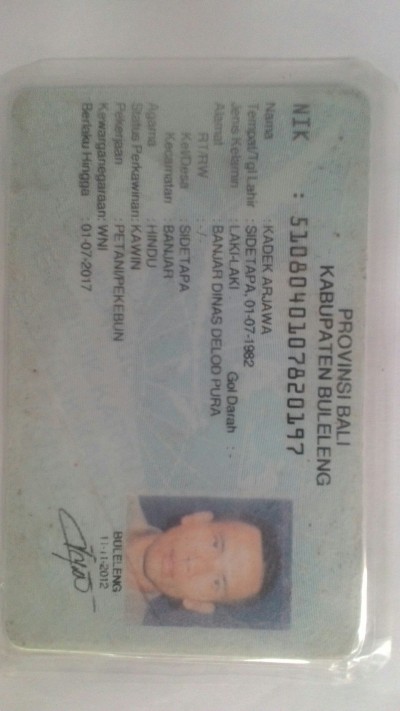 PROVINSI BALI
KABUPATEN BULELENG
NIK : 5108040107820197
Nama : KADEK ARJAWA
Tempat/Tgl Lahir : SIDETAPA, 01-07-1982
Jenis Kelamin : LAKI-LAKI Gol Darah : -
Alamat : BANJAR DINAS DELOD PURA
RT/RW : -/-
Kel/Desa : SIDETAPA
Kecamatan : BANJAR
Agama : HINDU
Status Perkawinan: KAWIN
Pekerjaan : PETANI/PEKEBUN
Kewarganegaraan: WNI
Berlaku Hingga : 01-07-2017
BULELENG
11-11-2012